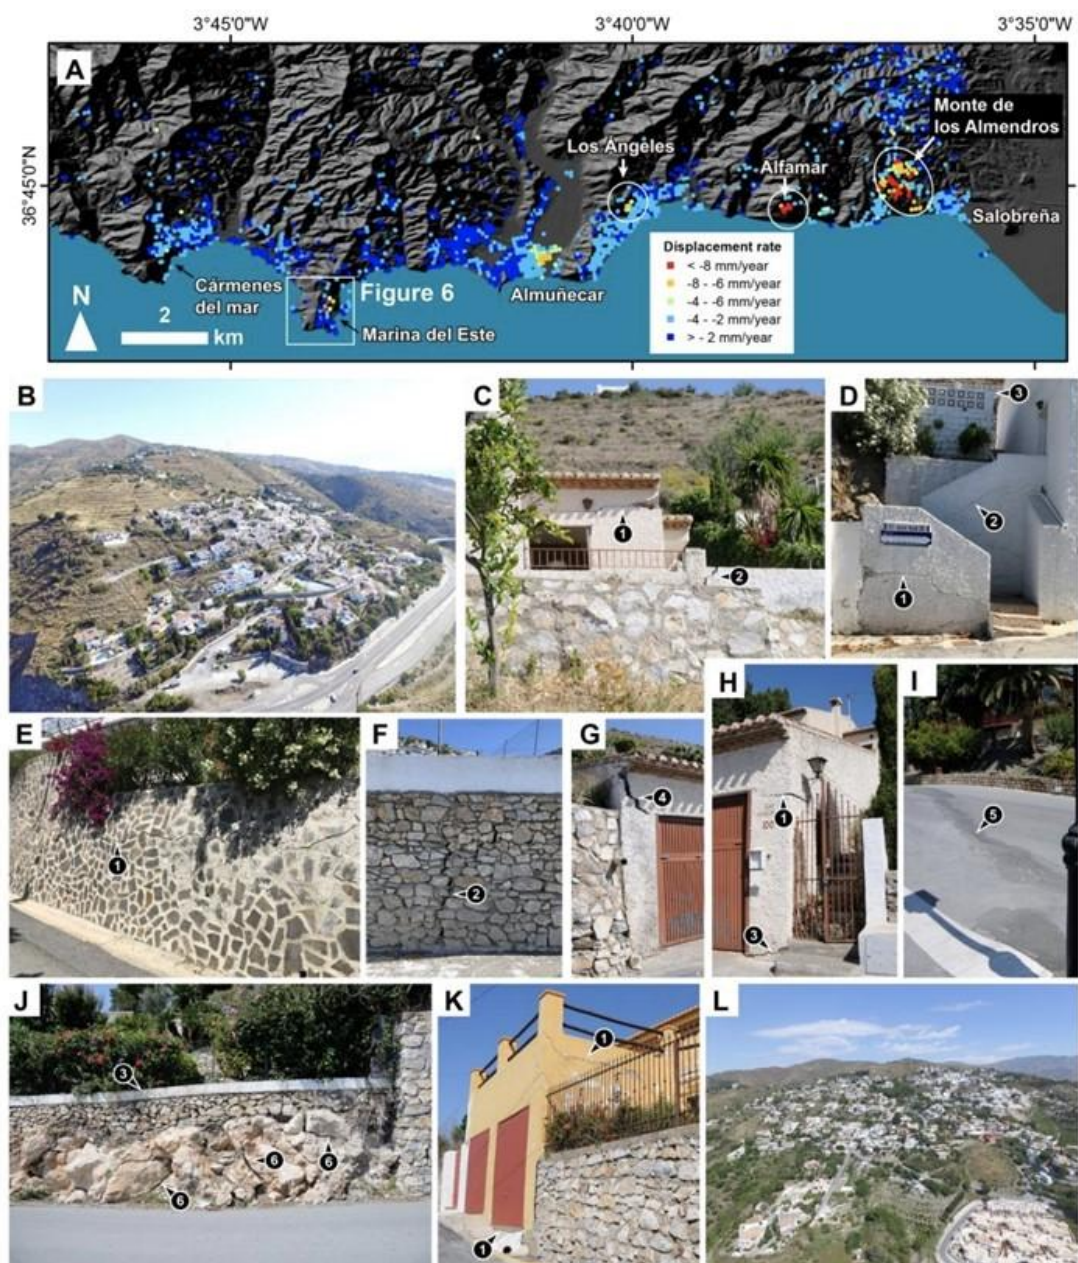 3°45'0"W
3°40'0"W
3°35'0"W
36°45'0"N
A
Los Ángeles
Alfamar
Monte de
los Almendros
Salobreña
Displacement rate
< -8 mm/year
-8 - -6 mm/year
-4 - -6 mm/year
-4 - -2 mm/year
> - 2 mm/year
Cármenes
del mar
Figure 6
Marina del Este
Almuñecar
N
2
km
B
C
1
2
D
3
2
1
E
1
F
2
G
4
H
1
3
I
5
J
3
6
6
6
K
1
1
L